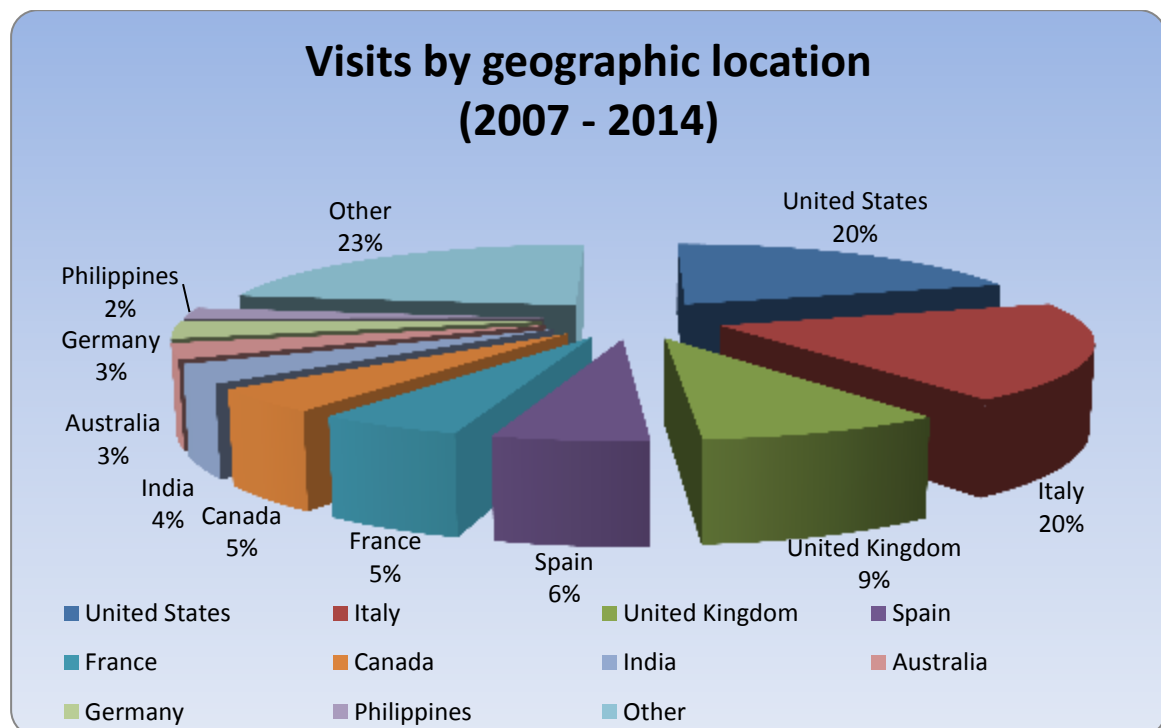 Visits by geographic location
(2007 - 2014)
Other
23%
United States
20%
Philippines
2%
Germany
3%
Australia
3%
India
4%
Canada
5%
France
5%
Spain
6%
United Kingdom
9%
Italy
20%
United States
Italy
United Kingdom
Spain
France
Canada
India
Australia
Germany
Philippines
Other